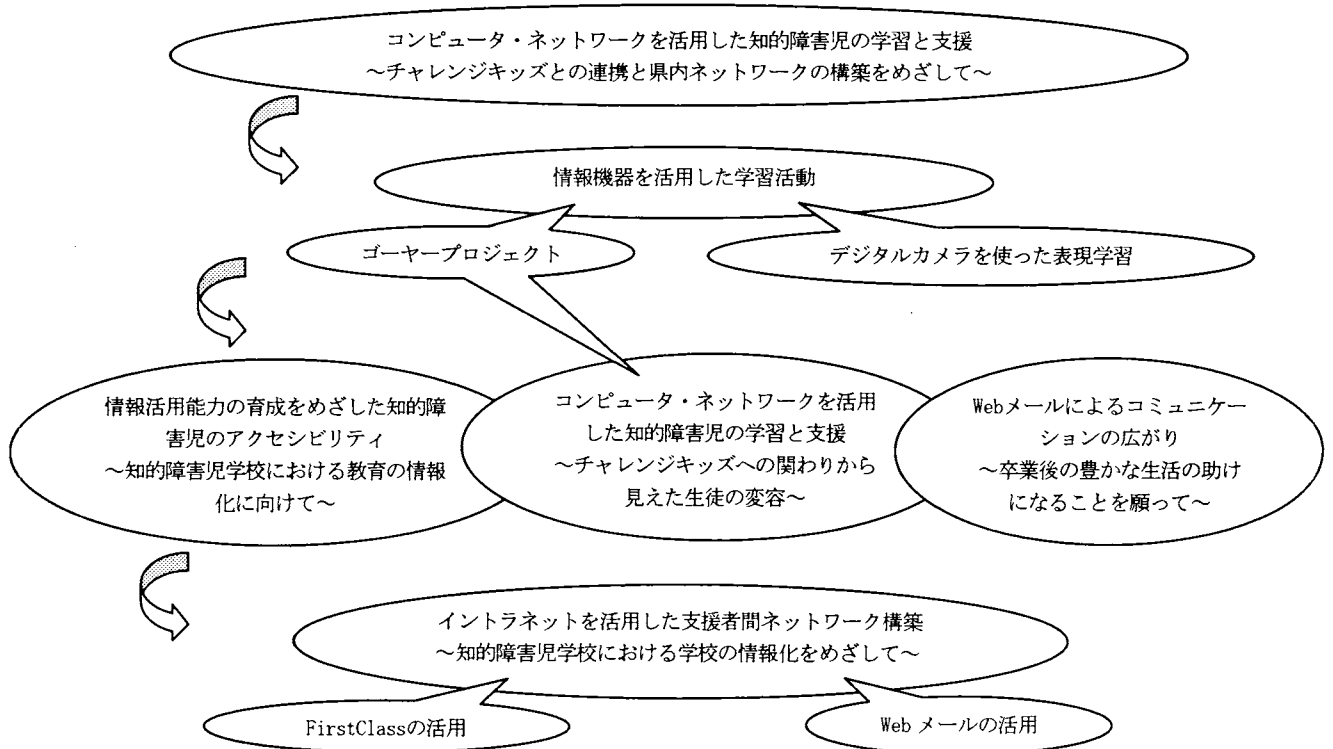 コンピュータ・ネットワークを活用した知的障害児の学習と支援
～チャレンジキッズとの連携と県内ネットワークの構築をめざして～
情報機器を活用した学習活動
ゴーヤープロジェクト
デジタルカメラを使った表現学習
情報活用能力の育成をめざした知的障
害児のアクセシビリティ
～知的障害児学校における教育の情報
化に向けて～
コンピュータ・ネットワークを活用
した知的障害児の学習と支援
～チャレンジキッズへの関わりから
見えた生徒の変容～
Webメールによるコミュニケー
ションの広がり
～卒業後の豊かな生活の助け
になることを願って～
イントラネットを活用した支援者間ネットワーク構築
～知的障害児学校における学校の情報化をめざして～
FirstClassの活用
Web メールの活用